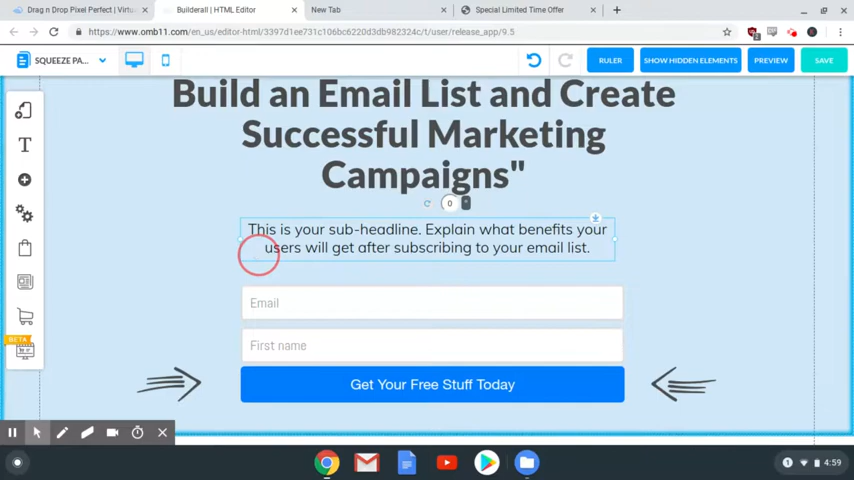 Drag n Drop Pixel Perfect | Virtu
Builderall | HTML Editor
New Tab
Special Limited Time Offer
https://www.omb11.com/en_us/editor-html/3397d1ee731c106bc6220d3db982324c/t/user/release_app/9.5
2
SQUEEZE PA...
RULER
SHOW HIDDEN ELEMENTS
PREVIEW
SAVE
Build an Email List and Create
Successful Marketing
Campaigns"
0
This is your sub-headline. Explain what benefits your
users will get after subscribing to your email list.
Email
First name
Get Your Free Stuff Today
T
BETA
1
4:59